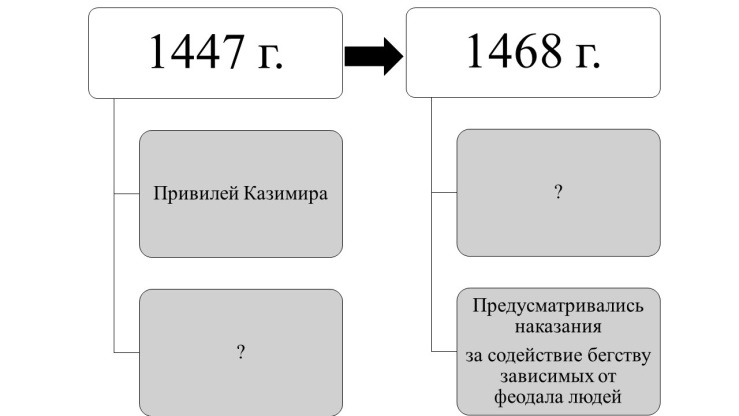 1447 г.
1468 г.
Привилей Казимира
?
?
Предусматривались
наказания
за содействие бегству
зависимых от
феодала людей